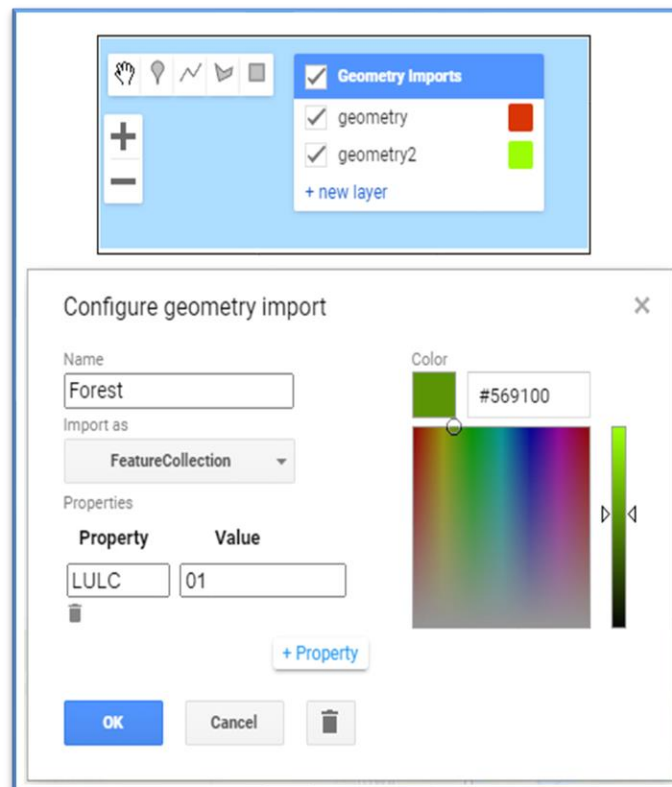 Geometry Imports
geometry
geometry2
+ new layer
Configure geometry import
Name
Color
Forest
#569100
Import as
FeatureCollection
Properties
Property Value
LULC 01
+ Property
OK Cancel